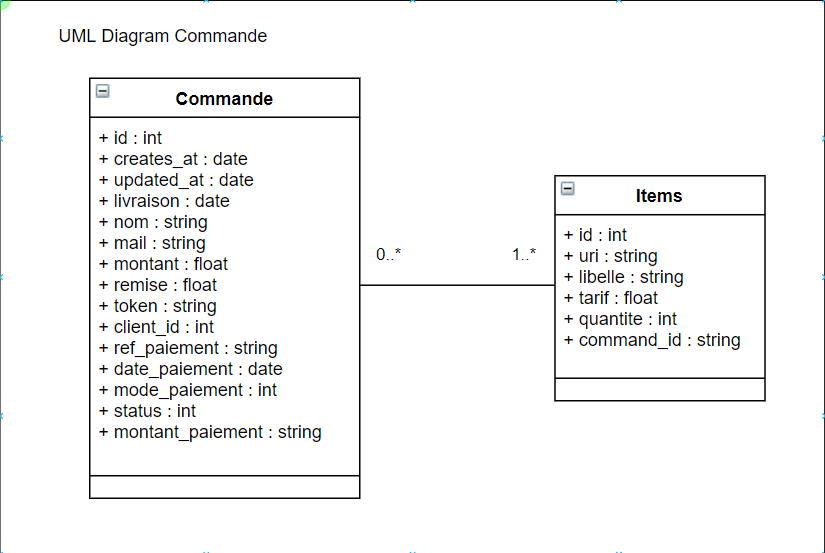 UML Diagram Commande
Commande
+ id : int
+ creates_at : date
+ updated_at : date
+ livraison : date
+ nom : string
+ mail : string
+ montant : float
+ remise : float
+ token : string
+ client_id : int
+ ref_paiement : string
+ date_paiement : date
+ mode_paiement : int
+ status : int
+ montant_paiement : string
0..*
1..*
Items
+ id : int
+ uri : string
+ libelle : string
+ tarif : float
+ quantite : int
+ command_id : string